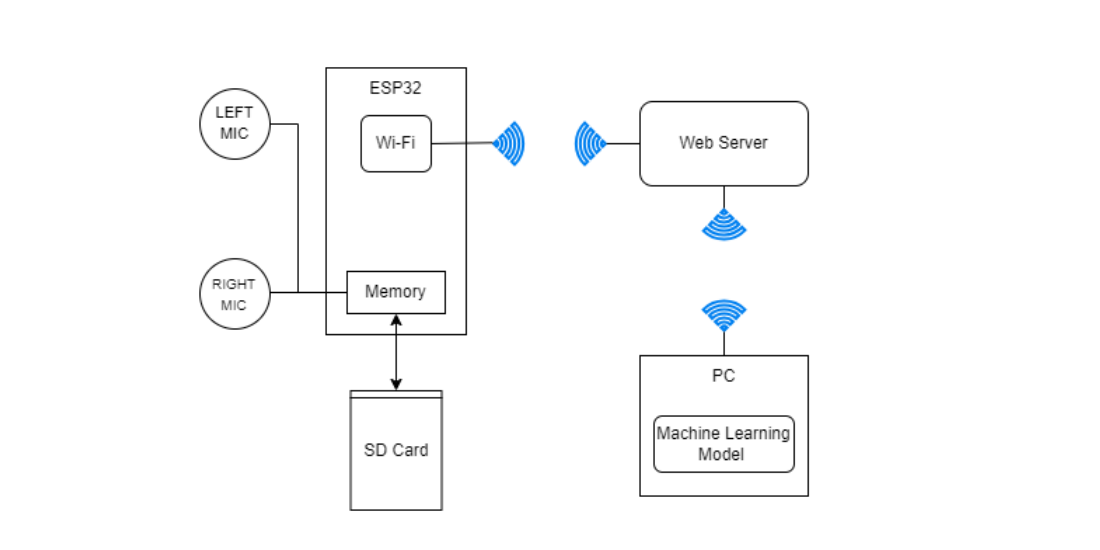 ESP32
LEFT
MIC
Wi-Fi
Web Server
RIGHT
MIC
Memory
PC
SD Card
Machine Learning
Model